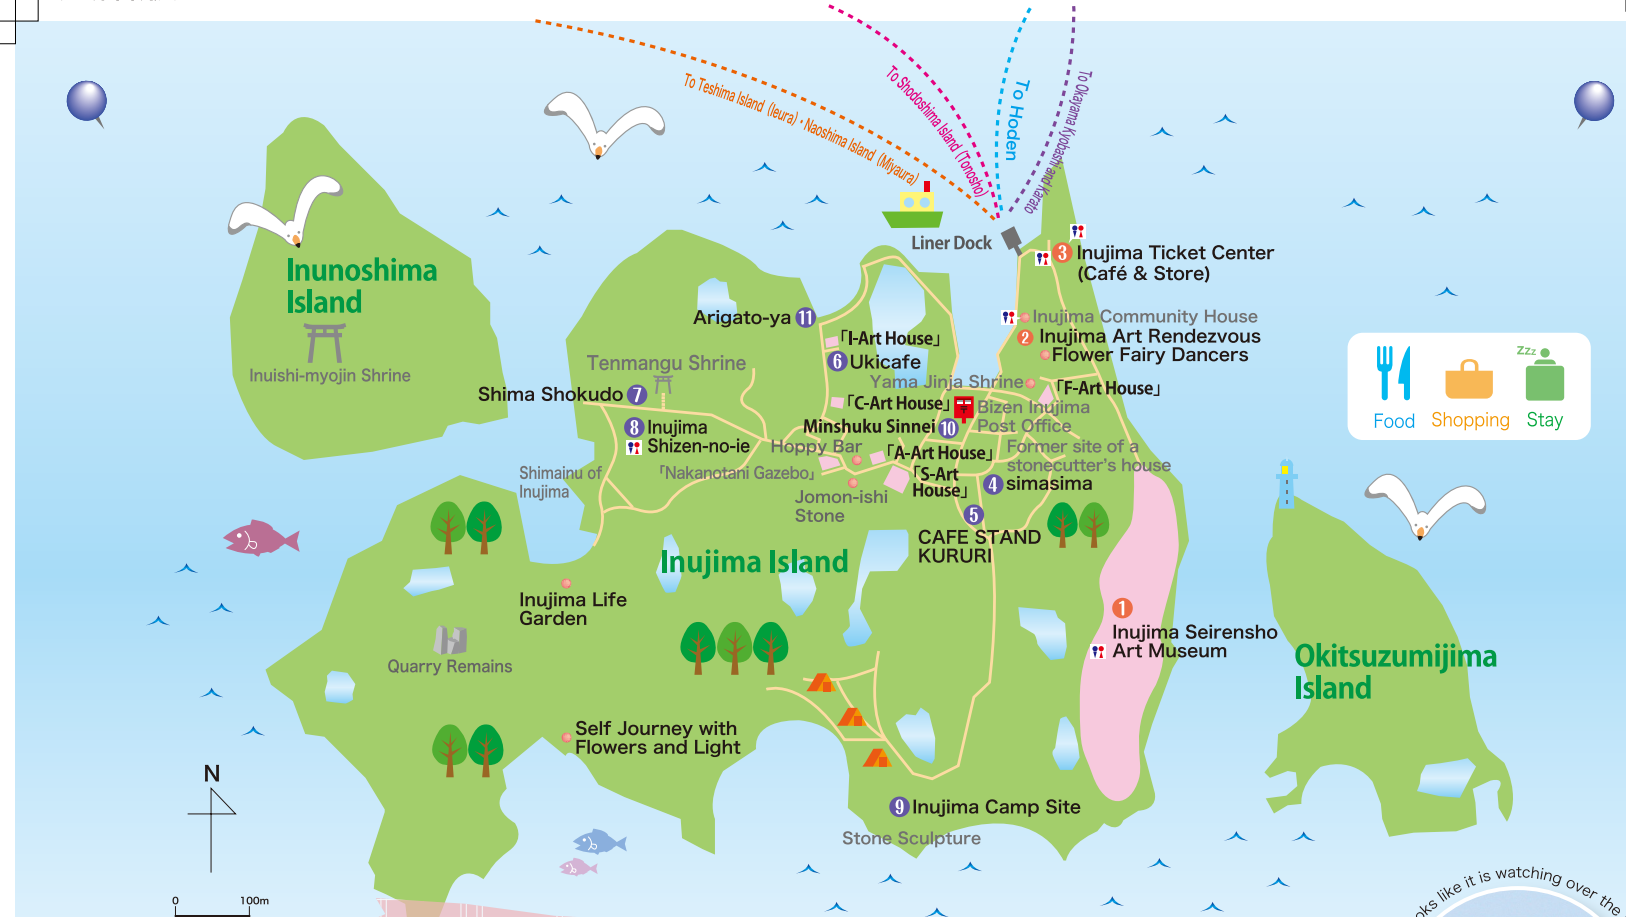 To Teshima Island (Ieura)・Naoshima Island (Miyaura)
To Shodoshima Island (Tonosho)
To Hoden
To Okayama Kyobashi and Karato
Liner Dock
3 Inujima Ticket Center
(Café & Store)
Inunoshima
Island
Inuishi-myojin Shrine
Arigato-ya 11
Inujima Community House
2 Inujima Art Rendezvous
Flower Fairy Dancers
「I-Art House」
6 Ukicafe
Tenmangu Shrine
Shima Shokudo 7
Yama Jinja Shrine
「F-Art House」
「C-Art House」
Bizen Inujima
Post Office
Minshuku Sinnei 10
8 Inujima
Shizen-no-ie
Hoppy Bar
「A-Art House」
Former site of a
stonecutter's house
Shimainu of
Inujima
「Nakanotani Gazebo」
「S-Art
House」
4 simasima
Jomon-ishi
Stone
5
CAFE STAND
KURURI
Inujima Island
Food
Shopping
Stay
zzz
Inujima Life
Garden
1
Inujima Seirensho
Art Museum
Quarry Remains
Okitsuzumijima
Island
Self Journey with
Flowers and Light
9 Inujima Camp Site
Stone Sculpture
N
0 100m
like it is watching over the